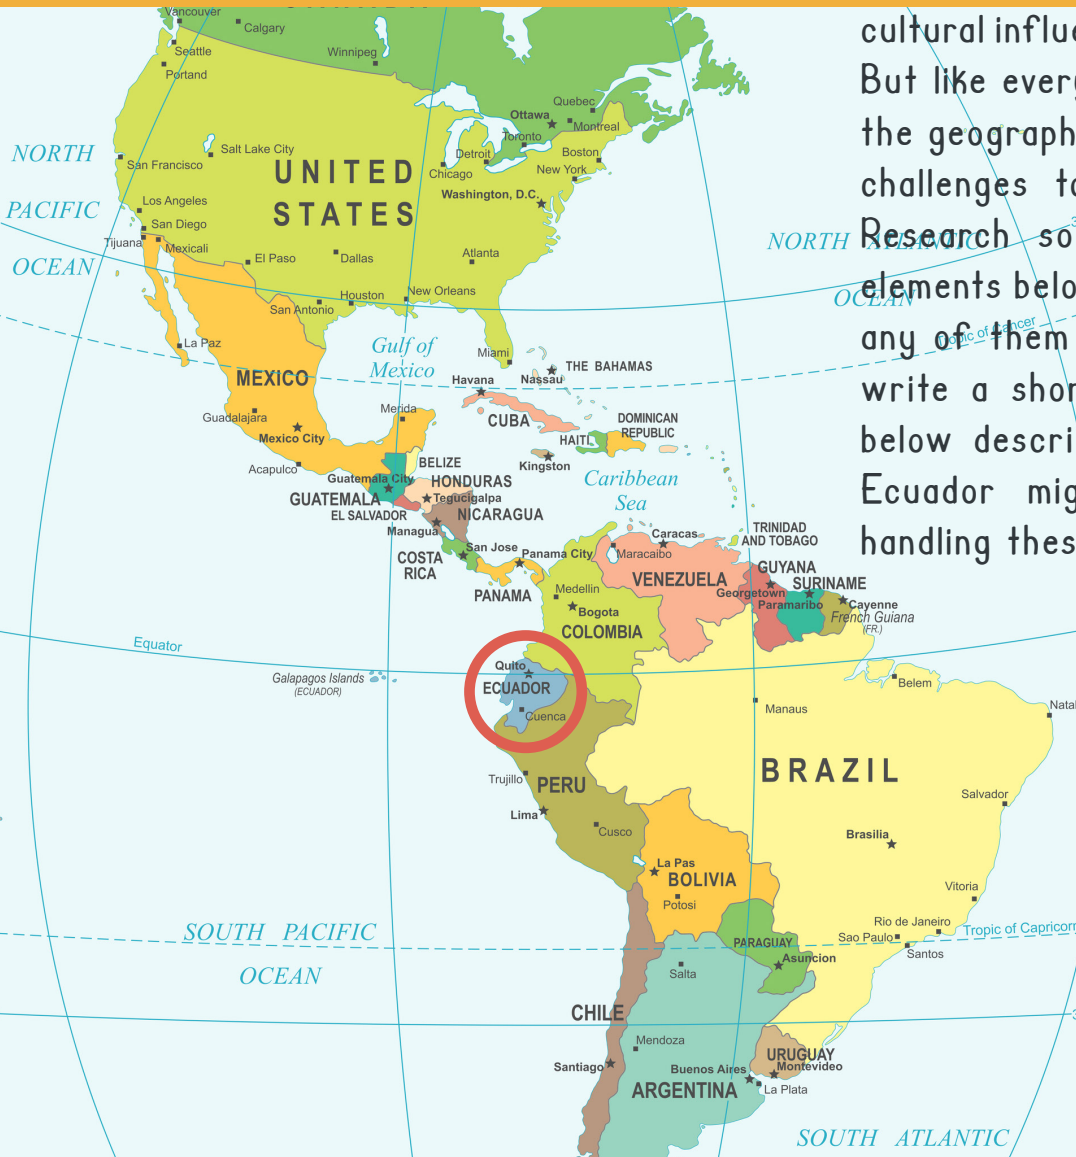 Vancouver
Calgary
Seattle
Winnipeg
Portand
Quebec
Ottawa
Montreal
Toronto
Boston
Detroit
Chicago
New York
Salt Lake City
San Francisco
UNITED
STATES
Washington, D.C.
NORTH
PACIFIC
OCEAN
Los Angeles
San Diego
Tijuana
Mexicali
El Paso
Dallas
Atlanta
Houston
New Orleans
San Antonio
NORTH ATLANTIC
OCEAN
Tropic of Cancer
La Paz
Gulf of
Mexico
Miami
THE BAHAMAS
Nassau
Havana
MEXICO
CUBA
Guadalajara
Merida
Mexico City
DOMINICAN
REPUBLIC
HAITI
Acapulco
BELIZE
Kingston
Guatemala City
HONDURAS
Caribbean
Sea
GUATEMALA
Tegucigalpa
EL SALVADOR
NICARAGUA
Managua
TRINIDAD
AND TOBAGO
COSTA
RICA
San Jose
Panama City
Caracas
Maracaibo
PANAMA
VENEZUELA
GUYANA
Georgetown
SURINAME
Paramaribo
Cayenne
French Guiana
(FR.)
Medellin
Bogota
COLOMBIA
Equator
Galapagos Islands
(ECUADOR)
Quito
ECUADOR
Cuenca
Belem
Manaus
Natal
BRAZIL
Trujillo
PERU
Lima
Cusco
Salvador
Brasilia
La Pas
BOLIVIA
Potosi
Vitoria
SOUTH PACIFIC
OCEAN
Rio de Janeiro
Sao Paulo
Santos
Tropic of Capricorn
PARAGUAY
Asuncion
Salta
CHILE
Mendoza
Santiago
URUGUAY
Montevideo
Buenos Aires
La Plata
ARGENTINA
SOUTH ATLANTIC
cultural influe
But like every
the geograph
challenges to
Research so
elements belo
any of them
write a shor
below descri
Ecuador mig
handling thes